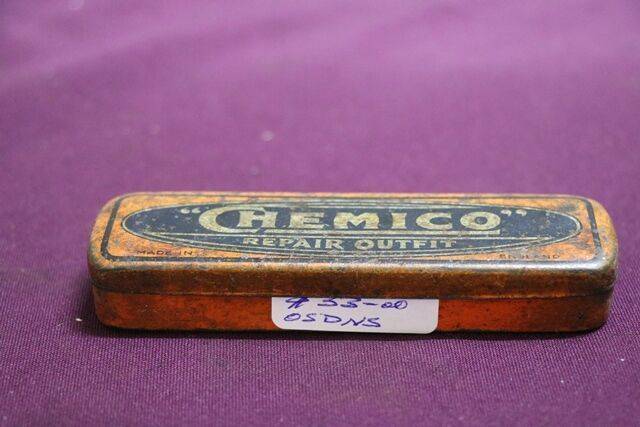 "CHEMICO"
REPAIR OUTFIT
MADE IN ENGLAND
$ 33-00
OSDNS